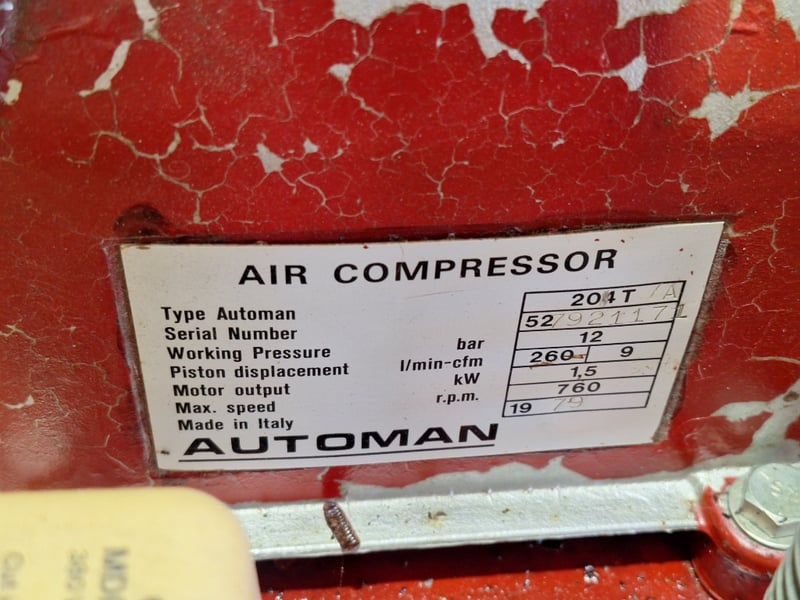 AIR COMPRESSOR
Type Automan 204T/A
Serial Number 527921171
Working Pressure bar 12
Piston displacement l/min-cfm 260 9
Motor output kW 1,5
Max. speed r.p.m. 760
Made in Italy 1979
AUTOMAN